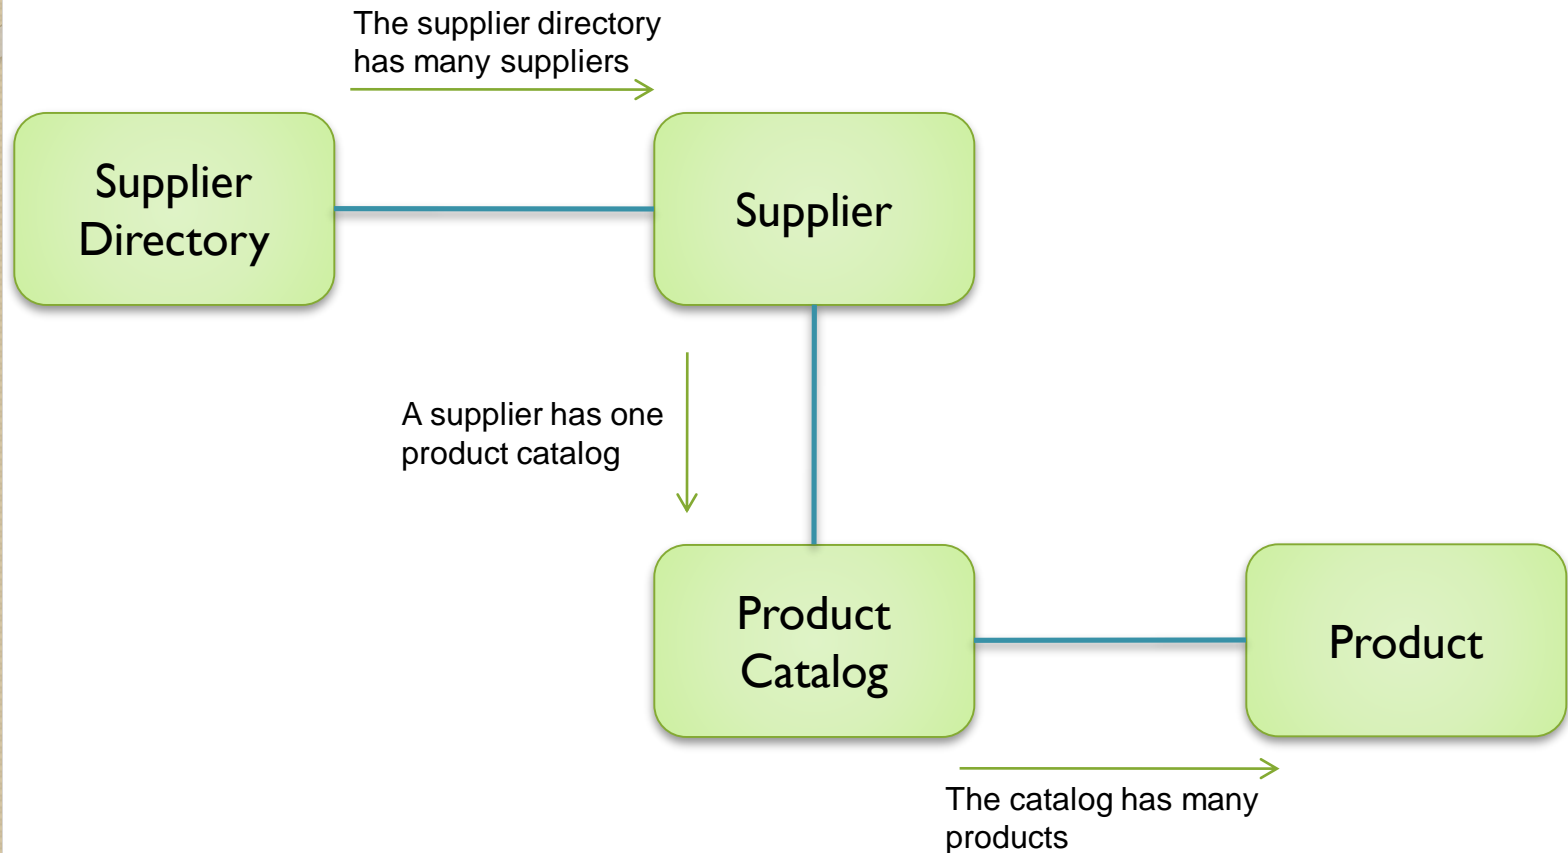 The supplier directory
has many suppliers
Supplier
Directory
Supplier
A supplier has one
product catalog
Product
Catalog
Product
The catalog has many
products